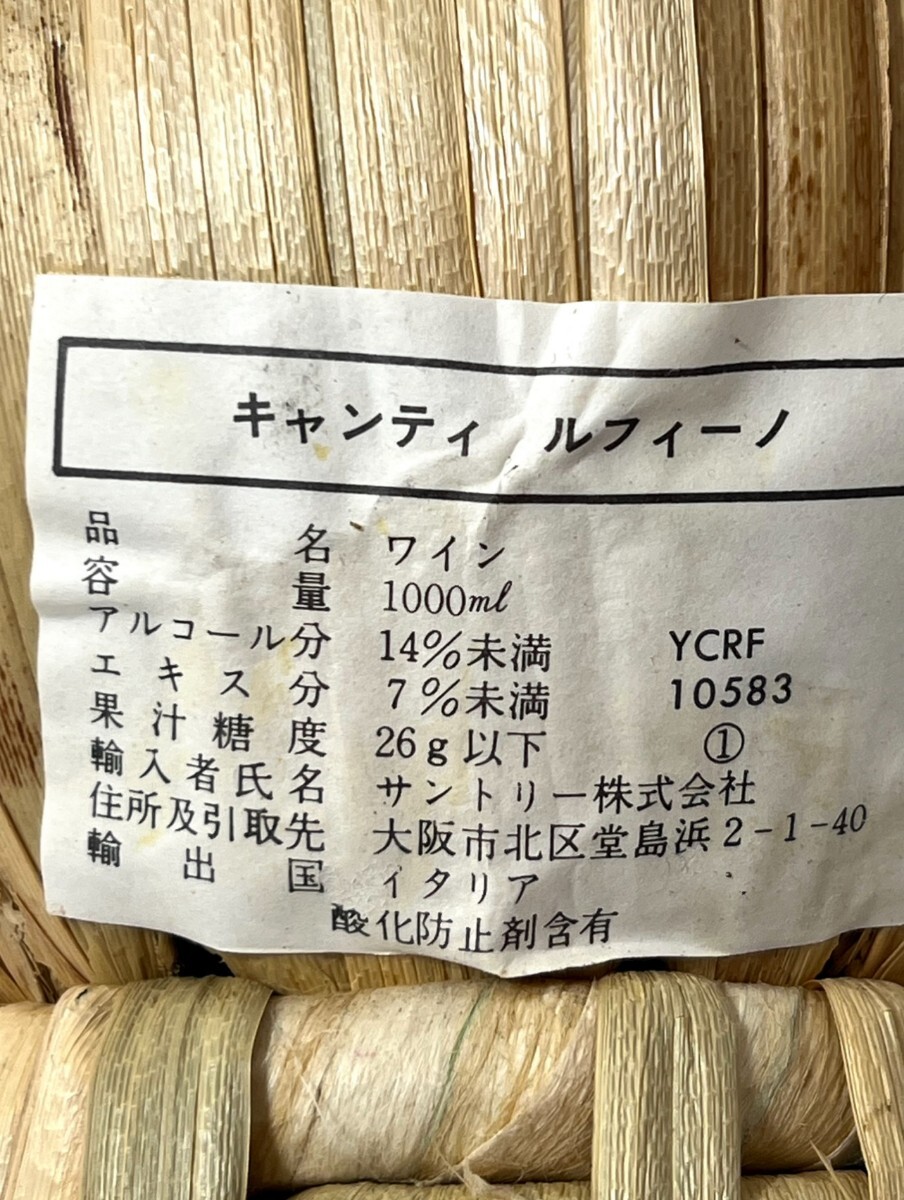 キャンティ ルフィーノ
品名 ワイン
容量 1000ml
アルコール分 14%未満 YCRF
エキス分 7%未満 10583
果汁糖度 26g以下 ①
輸入者氏名 サントリー株式会社
住所及引取先 大阪市北区堂島浜2-1-40
輸出国 イタリア
酸化防止剤含有